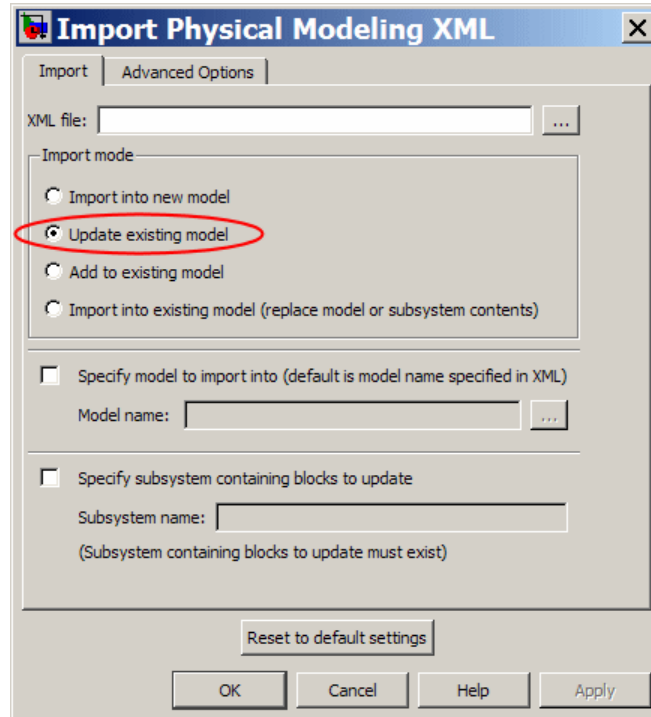 Import Physical Modeling XML
Import
Advanced Options
XML file:
...
Import mode
Import into new model
Update existing model
Add to existing model
Import into existing model (replace model or subsystem contents)
Specify model to import into (default is model name specified in XML)
Model name:
...
Specify subsystem containing blocks to update
Subsystem name:
(Subsystem containing blocks to update must exist)
Reset to default settings
OK
Cancel
Help
Apply